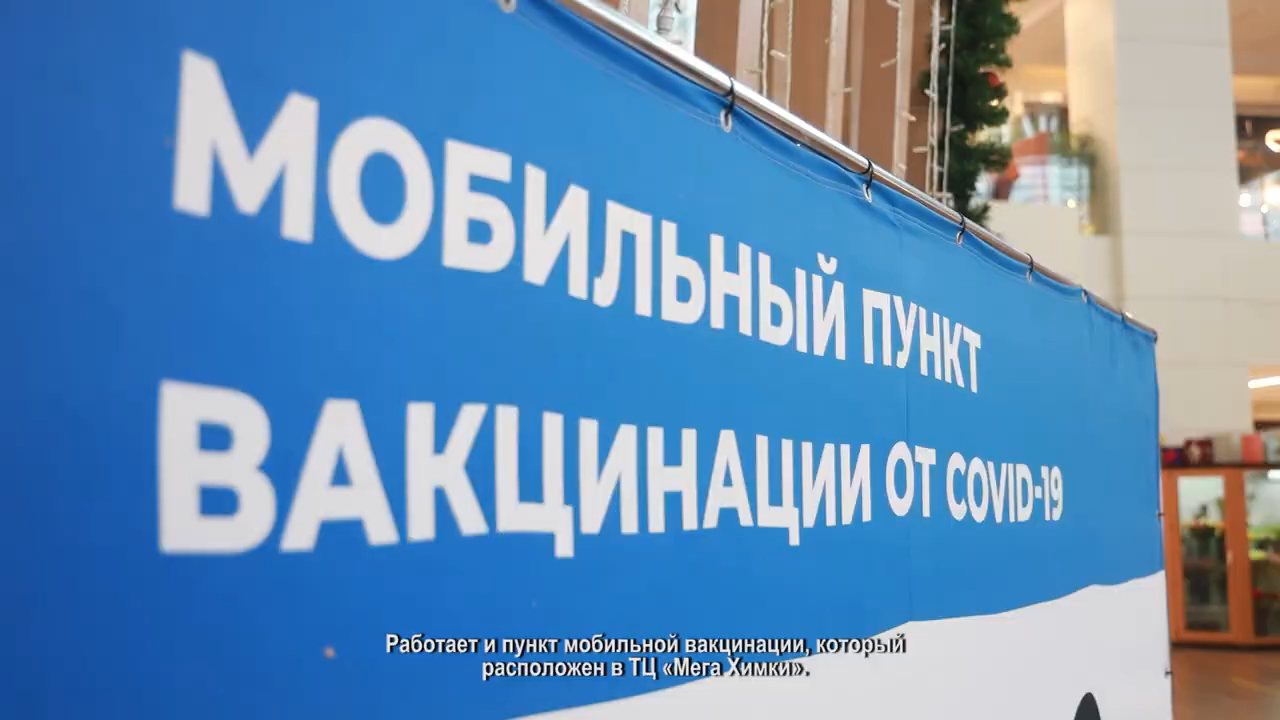 МОБИЛЬНЫЙ ПУНКТ
ВАКЦИНАЦИИ ОТ COVID-19
Работает и пункт мобильной вакцинации, который
расположен в ТЦ «Мега Химки».